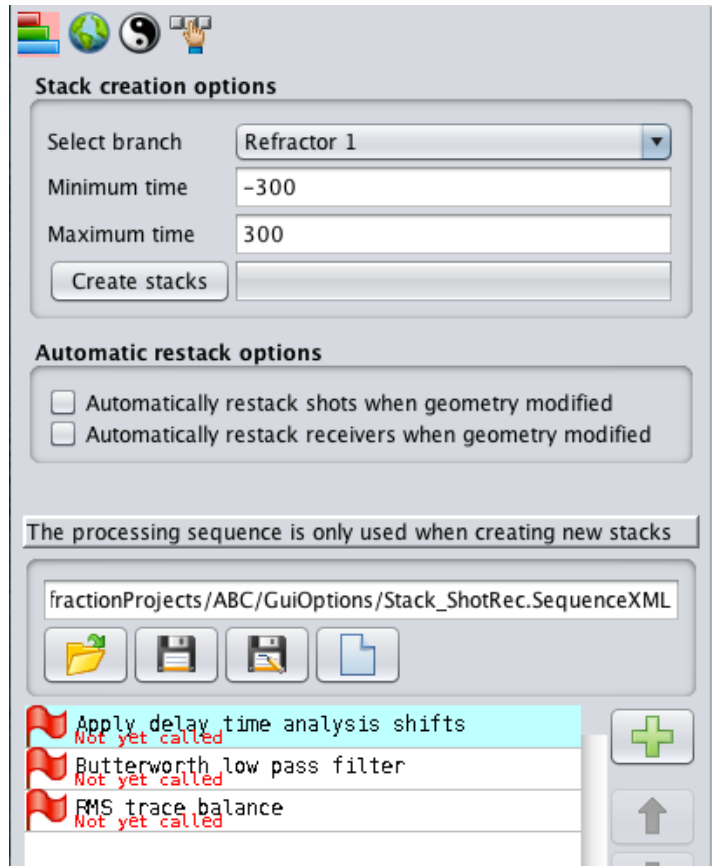 Stack creation options
Select branch Refractor 1
Minimum time -300
Maximum time 300
Create stacks
Automatic restack options
Automatically restack shots when geometry modified
Automatically restack receivers when geometry modified
The processing sequence is only used when creating new stacks
fractionProjects/ABC/GuiOptions/Stack_ShotRec.SequenceXML
Apply delay time analysis shifts
Not yet called
Butterworth low pass filter
Not yet called
RMS trace balance
Not yet called